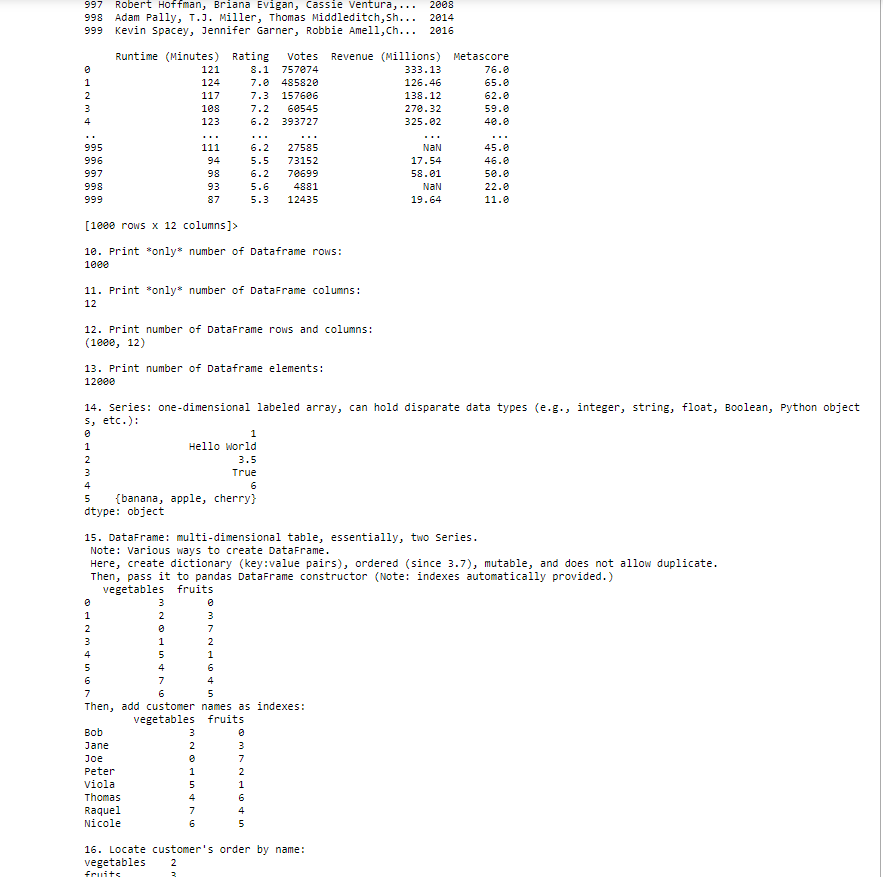 997  Robert Hoffman, Briana Evigan, Cassie Ventura,...  2008
998  Adam Pally, T.J. Miller, Thomas Middleditch,Sh...  2014
999  Kevin Spacey, Jennifer Garner, Robbie Amell,Ch...  2016
Runtime (Minutes)  Rating   Votes  Revenue (Millions)  Metascore
0                  121     8.1  757074              333.13       76.0
1                  124     7.0  485820              126.46       65.0
2                  117     7.3  157606              138.12       62.0
3                  108     7.2   60545              270.32       59.0
4                  123     6.2  393727              325.02       40.0
..                 ...     ...     ...                 ...        ...
995                111     6.2   27585                 NaN       45.0
996                 94     5.5   73152               17.54       46.0
997                 98     6.2   70699               58.01       50.0
998                 93     5.6    4881                 NaN       22.0
999                 87     5.3   12435               19.64       11.0
[1000 rows x 12 columns]>
10. Print *only* number of Dataframe rows:
1000
11. Print *only* number of DataFrame columns:
12
12. Print number of DataFrame rows and columns:
(1000, 12)
13. Print number of Dataframe elements:
12000
14. Series: one-dimensional labeled array, can hold disparate data types (e.g., integer, string, float, Boolean, Python object
s, etc.):
0                          1
1                Hello World
2                        3.5
3                       True
4                          6
5    {banana, apple, cherry}
dtype: object
15. DataFrame: multi-dimensional table, essentially, two Series.
Note: Various ways to create DataFrame.
Here, create dictionary (key:value pairs), ordered (since 3.7), mutable, and does not allow duplicate.
Then, pass it to pandas DataFrame constructor (Note: indexes automatically provided.)
vegetables  fruits
0           3       0
1           2       3
2           0       7
3           1       2
4           5       1
5           4       6
6           7       4
7           6       5
Then, add customer names as indexes:
vegetables  fruits
Bob              3       0
Jane             2       3
Joe              0       7
Peter            1       2
Viola            5       1
Thomas           4       6
Raquel           7       4
Nicole           6       5
16. Locate customer's order by name:
vegetables    2
fruits        3